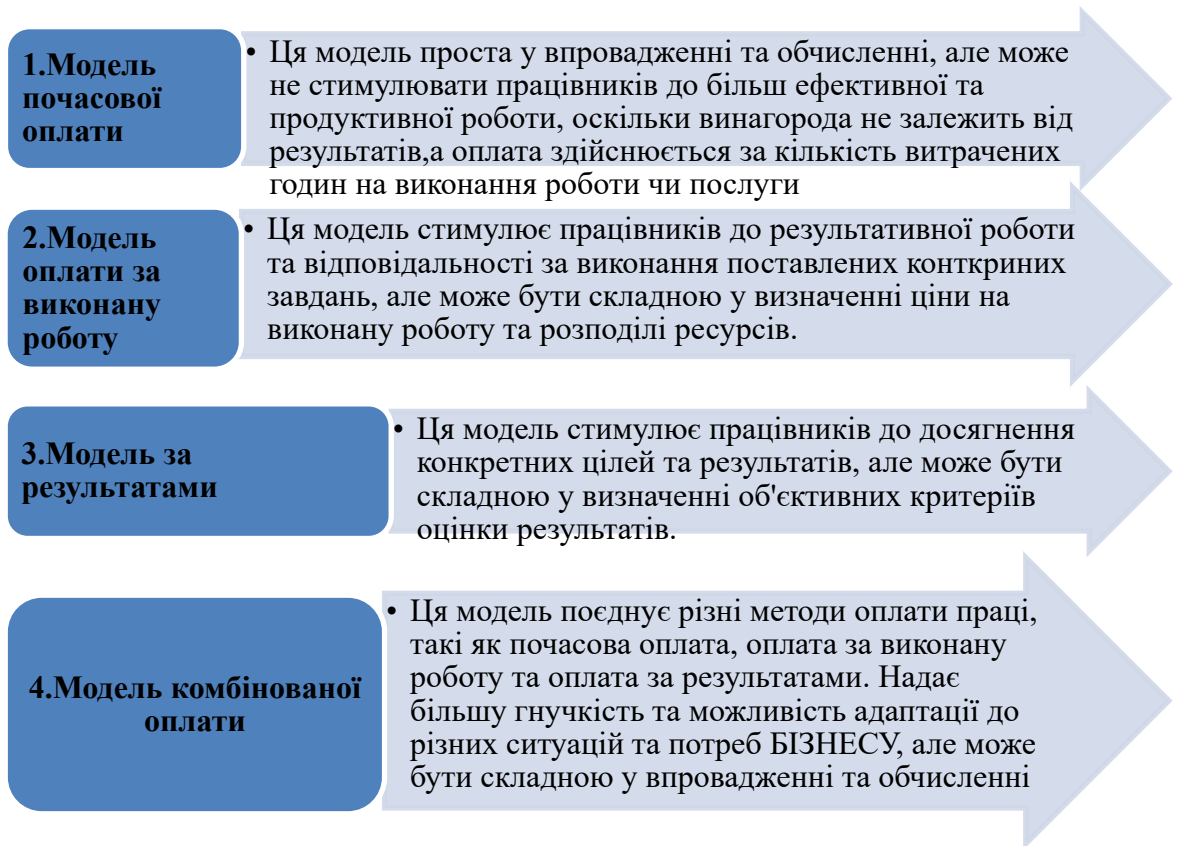 1.Модель
почасової
оплати
• Ця модель проста у впровадженні та обчисленні, але може
не стимулювати працівників до більш ефективної та
продуктивної роботи, оскільки винагорода не залежить від
результатів,а оплата здійснюється за кількість витрачених
годин на виконання роботи чи послуги
2.Модель
оплати за
виконану
роботу
• Ця модель стимулює працівників до результативної роботи
та відповідальності за виконання поставлених конткриних
завдань, але може бути складною у визначенні ціни на
виконану роботу та розподілі ресурсів.
3.Модель за
результатами
• Ця модель стимулює працівників до досягнення
конкретних цілей та результатів, але може бути
складною у визначенні об'єктивних критеріїв
оцінки результатів.
4.Модель комбінованої
оплати
• Ця модель поєднує різні методи оплати праці,
такі як почасова оплата, оплата за виконану
роботу та оплата за результатами. Надає
більшу гнучкість та можливість адаптації до
різних ситуацій та потреб БІЗНЕСУ, але може
бути складною у впровадженні та обчисленні